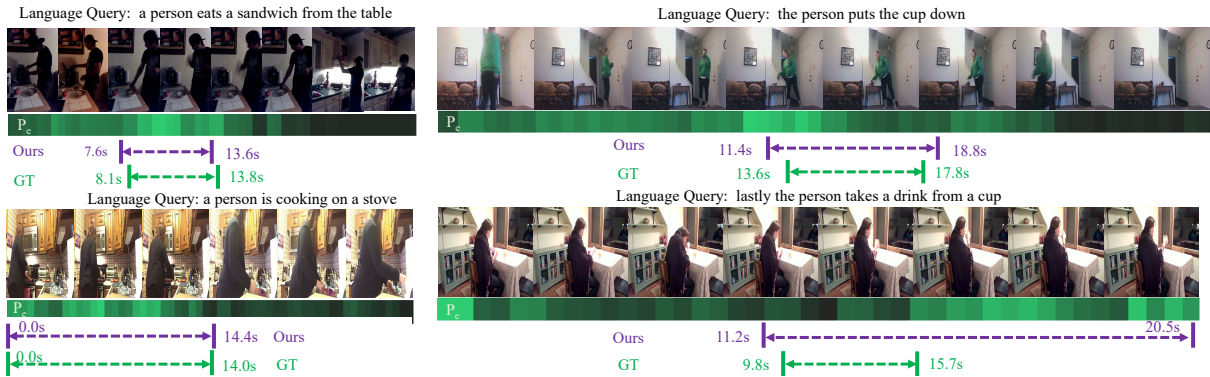 Language Query: a person eats a sandwich from the table
Pe
Ours 7.6s 13.6s
GT 8.1s 13.8s
Language Query: the person puts the cup down
Pe
Ours 11.4s 18.8s
GT 13.6s 17.8s
Language Query: a person is cooking on a stove
Pe
0.0s 14.4s Ours
0.0s 14.0s GT
Language Query: lastly the person takes a drink from a cup
Pe
Ours 11.2s 20.5s
GT 9.8s 15.7s